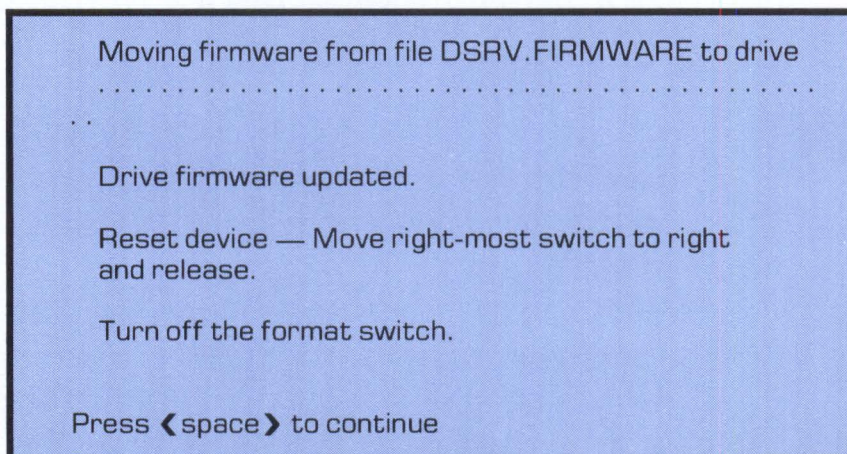 Moving firmware from file DSRV.FIRMWARE to drive
. . . . . . . . . . . . . . . . . . . . . . . . . . . . . . . . . . . . . . . . . . . . . .
. .
Drive firmware updated.
Reset device — Move right-most switch to right
and release.
Turn off the format switch.
Press ❮space❯ to continue